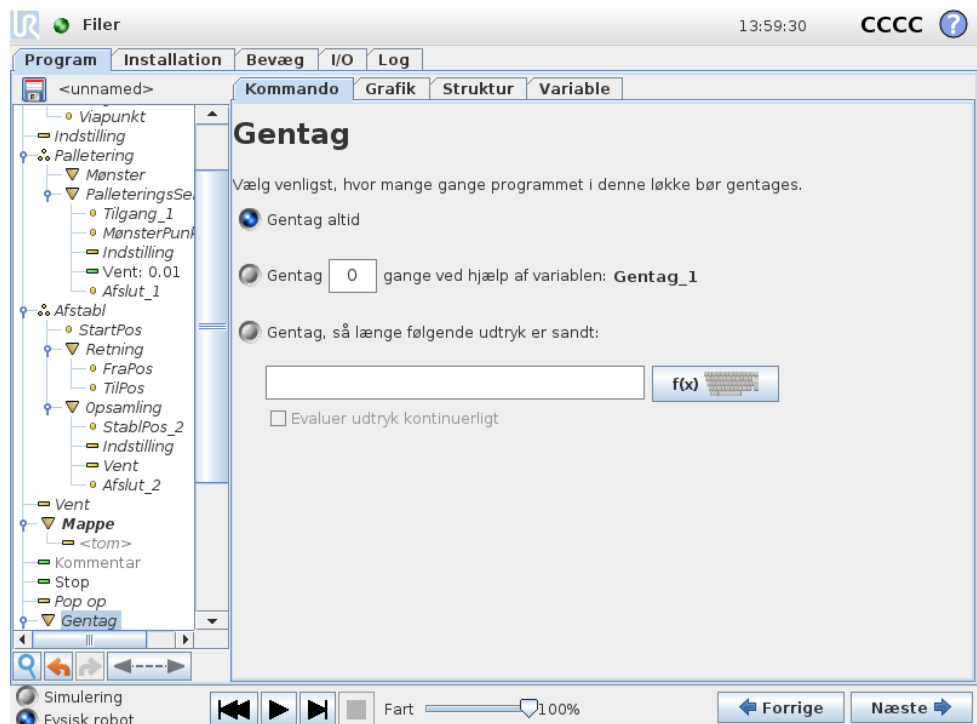 UR Filer 13:59:30 CCCC ?
Program Installation Bevæg I/O Log
<unnamed>
Kommando Grafik Struktur Variable
Viapunkt
Indstilling
Palletering
Mønster
PalleteringsSe
Tilgang_1
MønsterPunk
Indstilling
Vent: 0.01
Afslut_1
Afstabl
StartPos
Retning
FraPos
TilPos
Opsamling
StablPos_2
Indstilling
Vent
Afslut_2
Vent
Mappe
<tom>
Kommentar
Stop
Pop op
Gentag
Gentag
Vælg venligst, hvor mange gange programmet i denne løkke bør gentages.
Gentag altid
Gentag 0 gange ved hjælp af variablen: Gentag_1
Gentag, så længe følgende udtryk er sandt:
f(x)
Evaluer udtryk kontinuerligt
Simulering
Fysisk robot
Fart 100%
Forrige Næste